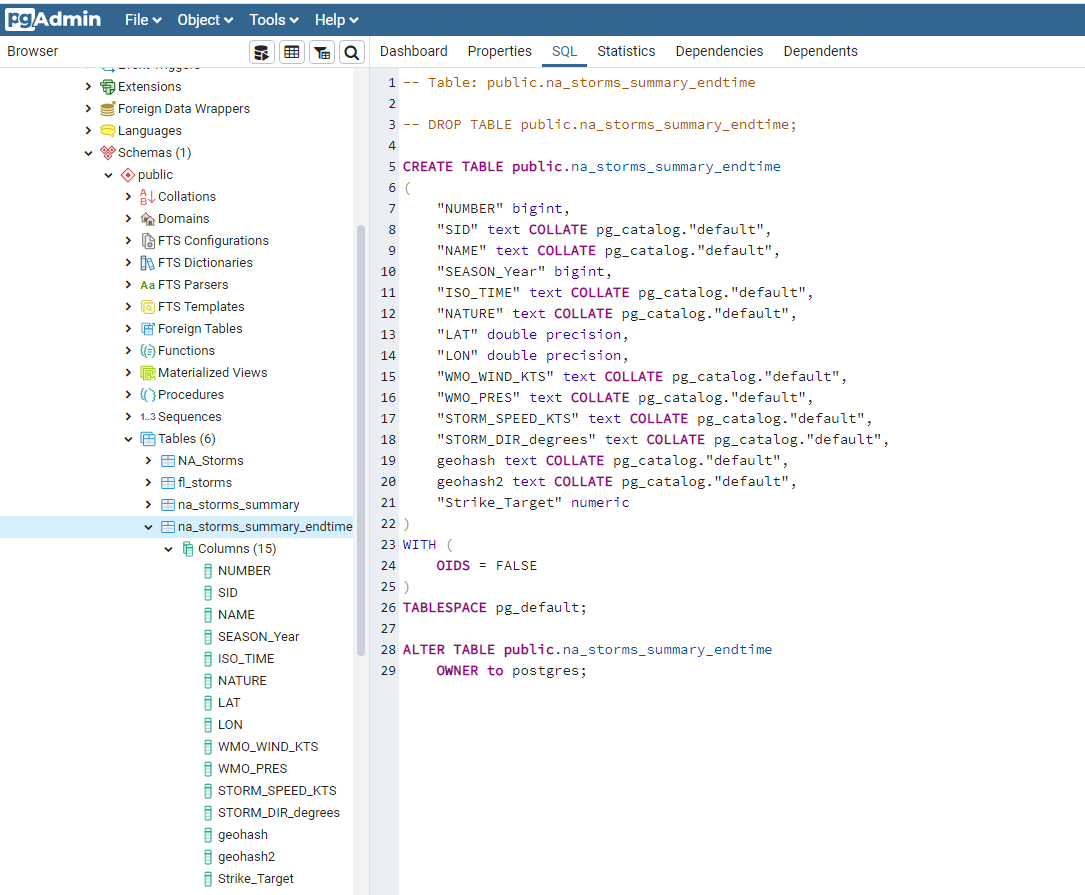 pgAdmin File Object Tools Help
Browser
Dashboard Properties SQL Statistics Dependencies Dependents
Event Triggers
Extensions
Foreign Data Wrappers
Languages
Schemas (1)
public
Collations
Domains
FTS Configurations
FTS Dictionaries
Aa FTS Parsers
FTS Templates
Foreign Tables
Functions
Materialized Views
Procedures
1..3 Sequences
Tables (6)
NA_Storms
fl_storms
na_storms_summary
na_storms_summary_endtime
Columns (15)
NUMBER
SID
NAME
SEASON_Year
ISO_TIME
NATURE
LAT
LON
WMO_WIND_KTS
WMO_PRES
STORM_SPEED_KTS
STORM_DIR_degrees
geohash
geohash2
Strike_Target
1 -- Table: public.na_storms_summary_endtime
2
3 -- DROP TABLE public.na_storms_summary_endtime;
4
5 CREATE TABLE public.na_storms_summary_endtime
6 (
7 "NUMBER" bigint,
8 "SID" text COLLATE pg_catalog."default",
9 "NAME" text COLLATE pg_catalog."default",
10 "SEASON_Year" bigint,
11 "ISO_TIME" text COLLATE pg_catalog."default",
12 "NATURE" text COLLATE pg_catalog."default",
13 "LAT" double precision,
14 "LON" double precision,
15 "WMO_WIND_KTS" text COLLATE pg_catalog."default",
16 "WMO_PRES" text COLLATE pg_catalog."default",
17 "STORM_SPEED_KTS" text COLLATE pg_catalog."default",
18 "STORM_DIR_degrees" text COLLATE pg_catalog."default",
19 geohash text COLLATE pg_catalog."default",
20 geohash2 text COLLATE pg_catalog."default",
21 "Strike_Target" numeric
22 )
23 WITH (
24 OIDS = FALSE
25 )
26 TABLESPACE pg_default;
27
28 ALTER TABLE public.na_storms_summary_endtime
29 OWNER to postgres;